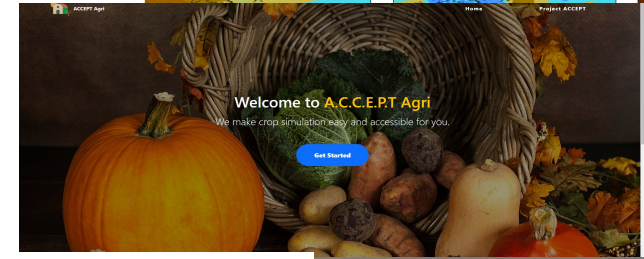 ACCEPT Agri
Home
Project ACCEPT
Welcome to A.C.C.E.P.T Agri
We make crop simulation easy and accessible for you.
Get Started